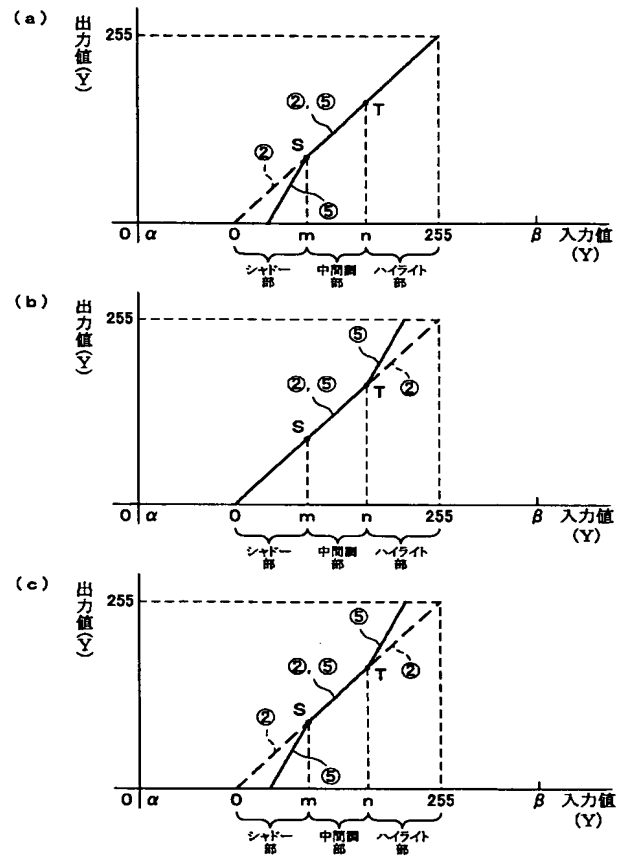 (a)
出力値(Y)
255
②, ⑤
T
S
②
⑤
0 α 0 m n 255 β 入力値
(Y)
シャドー部 中間調部 ハイライト部
(b)
出力値(Y)
255
⑤
②, ⑤
②
T
S
0 α 0 m n 255 β 入力値
(Y)
シャドー部 中間調部 ハイライト部
(c)
出力値(Y)
255
⑤
②, ⑤
②
T
S
②
⑤
0 α 0 m n 255 β 入力値
(Y)
シャドー部 中間調部 ハイライト部